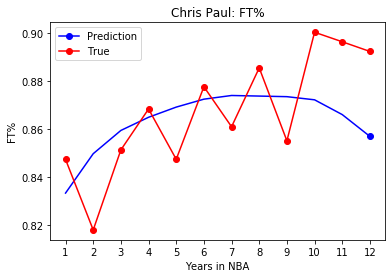 Chris Paul: FT%
Prediction
True
FT%
0.90
0.88
0.86
0.84
0.82
1 2 3 4 5 6 7 8 9 10 11 12
Years in NBA